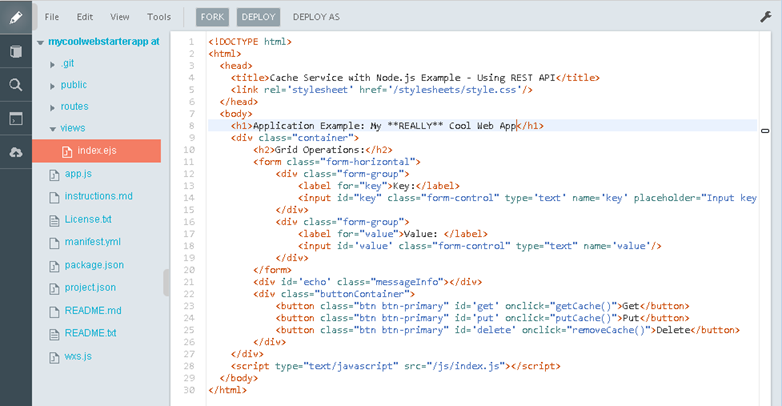 File Edit View Tools FORK DEPLOY DEPLOY AS
mycoolwebstarterapp at
.git
public
routes
views
index.ejs
app.js
instructions.md
License.txt
manifest.yml
package.json
project.json
README.md
README.txt
wxs.js
1 <!DOCTYPE html>
2 <html>
3 <head>
4 <title>Cache Service with Node.js Example - Using REST API</title>
5 <link rel='stylesheet' href='/stylesheets/style.css'/>
6 </head>
7 <body>
8 <h1>Application Example: My **REALLY** Cool Web App</h1>
9 <div class="container">
10 <h2>Grid Operations:</h2>
11 <form class="form-horizontal">
12 <div class="form-group">
13 <label for="key">Key:</label>
14 <input id="key" class="form-control" type='text' name='key' placeholder="Input key
15 </div>
16 <div class="form-group">
17 <label for="value">Value: </label>
18 <input id='value' class="form-control" type="text" name='value'/>
19 </div>
20 </form>
21 <div id='echo' class="messageInfo"></div>
22 <div class="buttonContainer">
23 <button class="btn btn-primary" id='get' onclick="getCache()">Get</button>
24 <button class="btn btn-primary" id='put' onclick="putCache()">Put</button>
25 <button class="btn btn-primary" id='delete' onclick="removeCache()">Delete</button>
26 </div>
27 </div>
28 <script type="text/javascript" src="/js/index.js"></script>
29 </body>
30 </html>